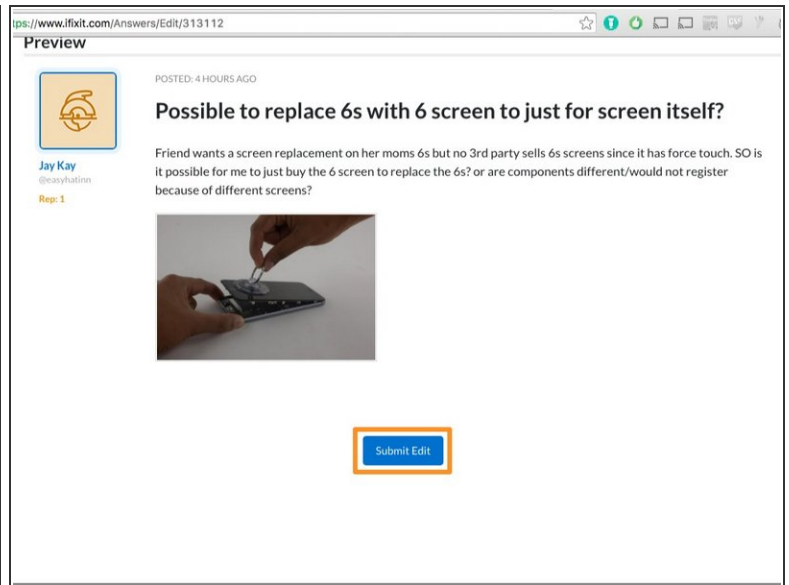 tps://www.ifixit.com/Answers/Edit/313112
Preview
POSTED: 4 HOURS AGO
Possible to replace 6s with 6 screen to just for screen itself?
Jay Kay
@easyhatinn
Rep: 1
Friend wants a screen replacement on her moms 6s but no 3rd party sells 6s screens since it has force touch. SO is
it possible for me to just buy the 6 screen to replace the 6s? or are components different/would not register
because of different screens?
Submit Edit